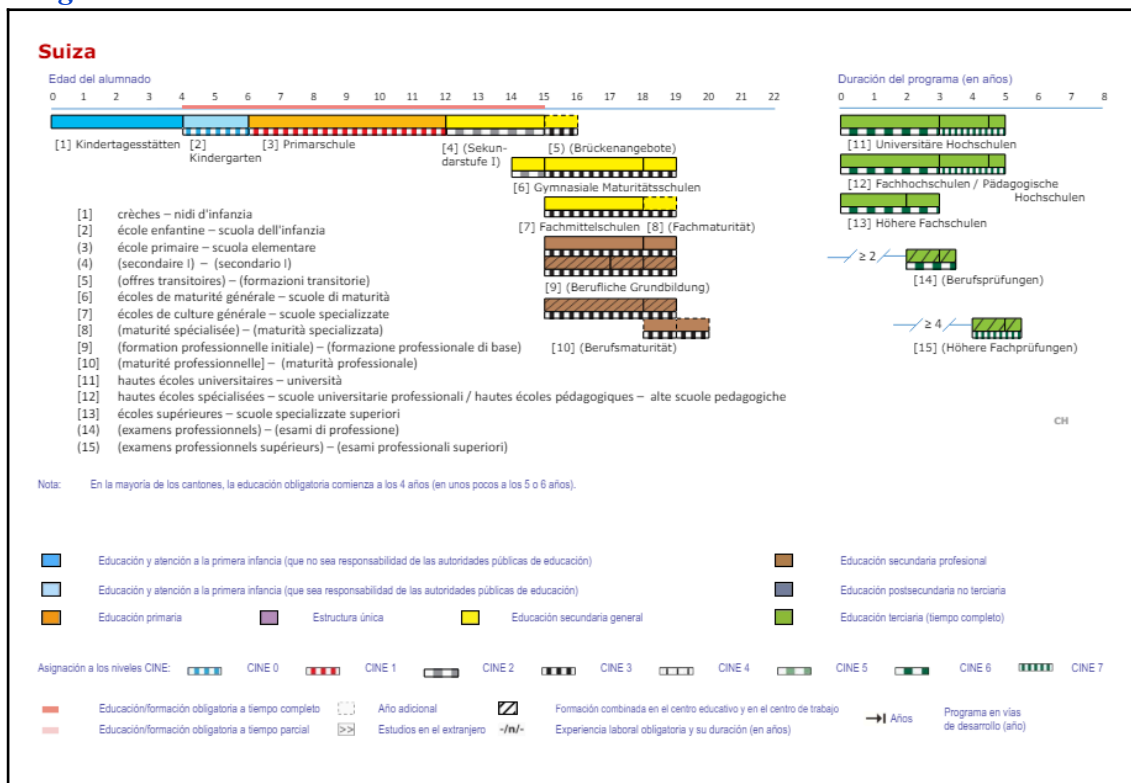 Suiza
Edad del alumnado
Duración del programa (en años)
0 1 2 3 4 5 6 7 8 9 10 11 12 13 14 15 16 17 18 19 20 21 22
0 1 2 3 4 5 6 7 8
[1] Kindertagesstätten
[2] Kindergarten
[3] Primarschule
[4] (Sekun-
darstufe I)
[5) (Brückenangebote)
[6] Gymnasiale Maturitätsschulen
[7] Fachmittelschulen
[8] (Fachmaturität)
[9] (Berufliche Grundbildung)
[10] (Berufsmaturität)
[11] Universitäre Hochschulen
[12] Fachhochschulen / Pädagogische
Hochschulen
[13] Höhere Fachschulen
≥ 2
[14] (Berufsprüfungen)
≥ 4
[15] (Höhere Fachprüfungen)
[1] crèches – nidi d'infanzia
[2] école enfantine – scuola dell'infanzia
(3) école primaire – scuola elementare
(4) (secondaire I) – (secondario I)
[5] (offres transitoires) – (formazioni transitorie)
[6] écoles de maturité générale – scuole di maturità
[7] écoles de culture générale – scuole specializzate
[8] (maturité spécialisée) – (maturità specializzata)
[9] (formation professionnelle initiale) – (formazione professionale di base)
[10] (maturité professionnelle] – (maturità professionale)
[11] hautes écoles universitaires – università
[12] hautes écoles spécialisées – scuole universitarie professionali / hautes écoles pédagogiques – alte scuole pedagogiche
[13] écoles supérieures – scuole specializzate superiori
(14) (examens professionnels) – (esami di professione)
(15) (examens professionnels supérieurs) – (esami professionali superiori)
CH
Nota: En la mayoría de los cantones, la educación obligatoria comienza a los 4 años (en unos pocos a los 5 o 6 años).
Educación y atención a la primera infancia (que no sea responsabilidad de las autoridades públicas de educación)
Educación secundaria profesional
Educación y atención a la primera infancia (que sea responsabilidad de las autoridades públicas de educación)
Educación postsecundaria no terciaria
Educación primaria
Estructura única
Educación secundaria general
Educación terciaria (tiempo completo)
Asignación a los niveles CINE: CINE 0 CINE 1 CINE 2 CINE 3 CINE 4 CINE 5 CINE 6 CINE 7
Educación/formación obligatoria a tiempo completo
Año adicional
Formación combinada en el centro educativo y en el centro de trabajo
Años
Programa en vías
de desarrollo (año)
Educación/formación obligatoria a tiempo parcial
>> Estudios en el extranjero
-/n/- Experiencia laboral obligatoria y su duración (en años)